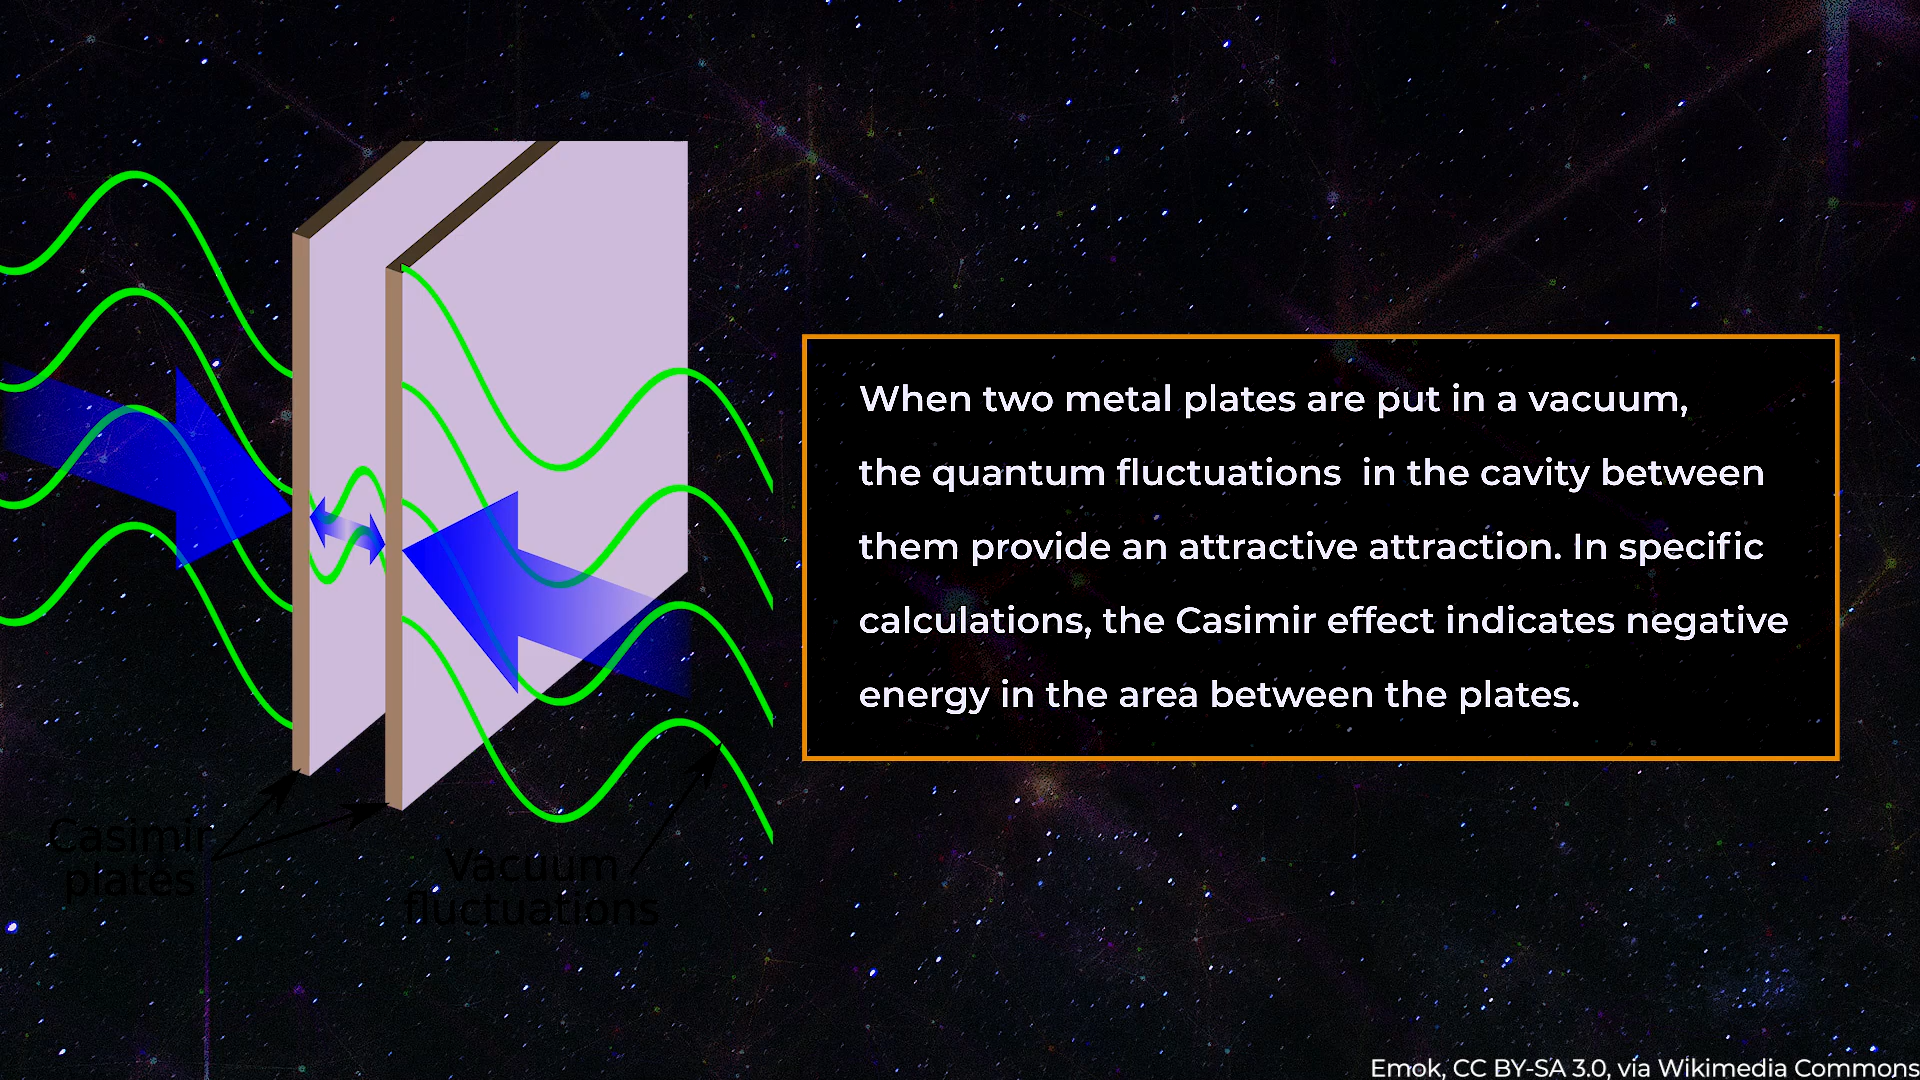 When two metal plates are put in a vacuum,
the quantum fluctuations  in the cavity between
them provide an attractive attraction. In specific
calculations, the Casimir effect indicates negative
energy in the area between the plates.
Casimir
plates
Vacuum
fluctuations
Emok, CC BY-SA 3.0, via Wikimedia Commons